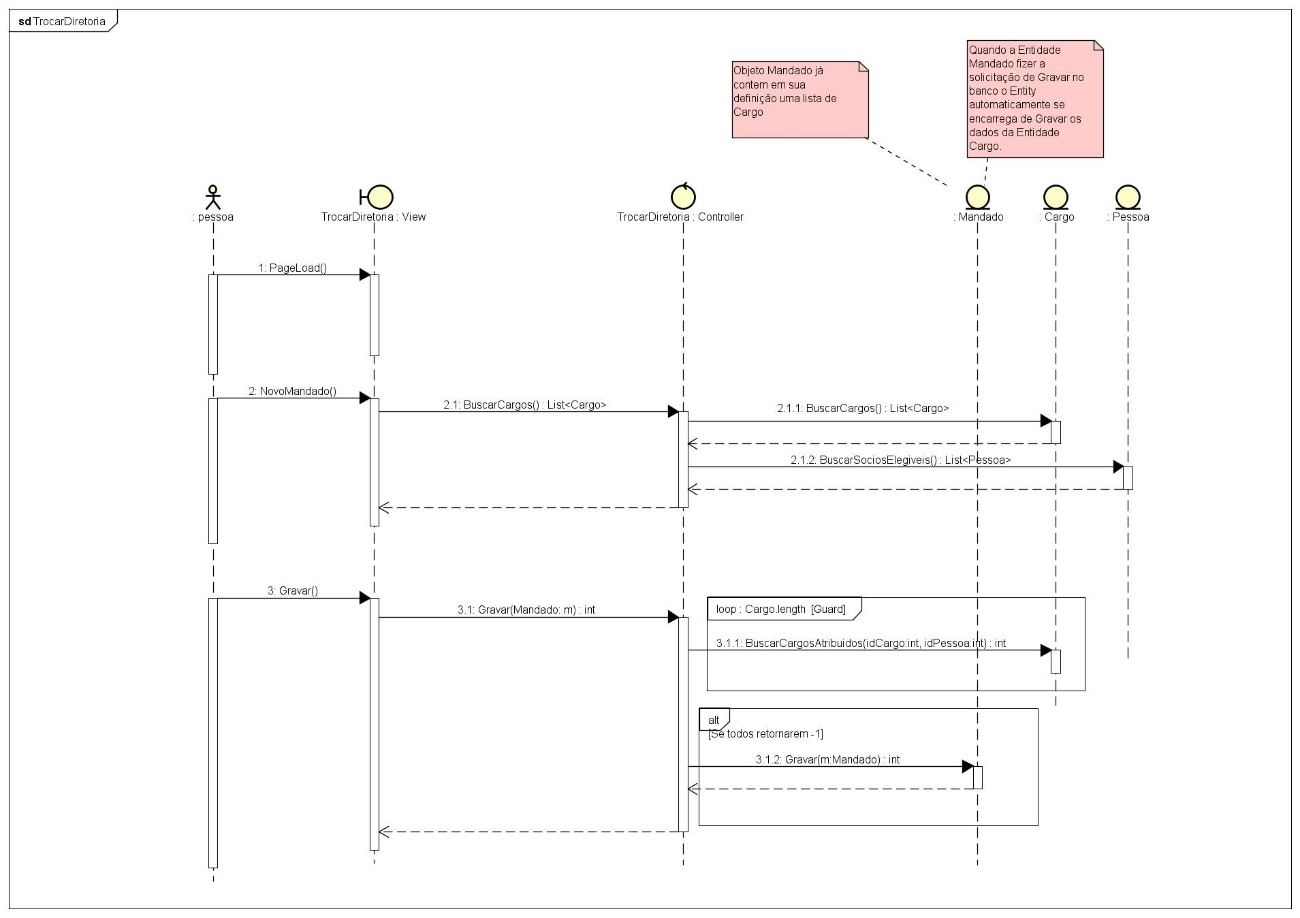 sd TrocarDiretoria
Objeto Mandado já
contem em sua
definição uma lista de
Cargo
Quando a Entidade
Mandado fizer a
solicitação de Gravar no
banco o Entity
automaticamente se
encarrega de Gravar os
dados da Entidade
Cargo.
: pessoa
TrocarDiretoria : View
TrocarDiretoria : Controller
: Mandado
: Cargo
: Pessoa
1: PageLoad()
2: NovoMandado()
2.1: BuscarCargos() : List<Cargo>
2.1.1: BuscarCargos() : List<Cargo>
2.1.2: BuscarSociosElegiveis() : List<Pessoa>
3: Gravar()
3.1: Gravar(Mandado: m) : int
loop : Cargo.length [Guard]
3.1.1: BuscarCargosAtribuidos(idCargo:int, idPessoa:int) : int
alt
[Se todos retornarem -1]
3.1.2: Gravar(m:Mandado) : int